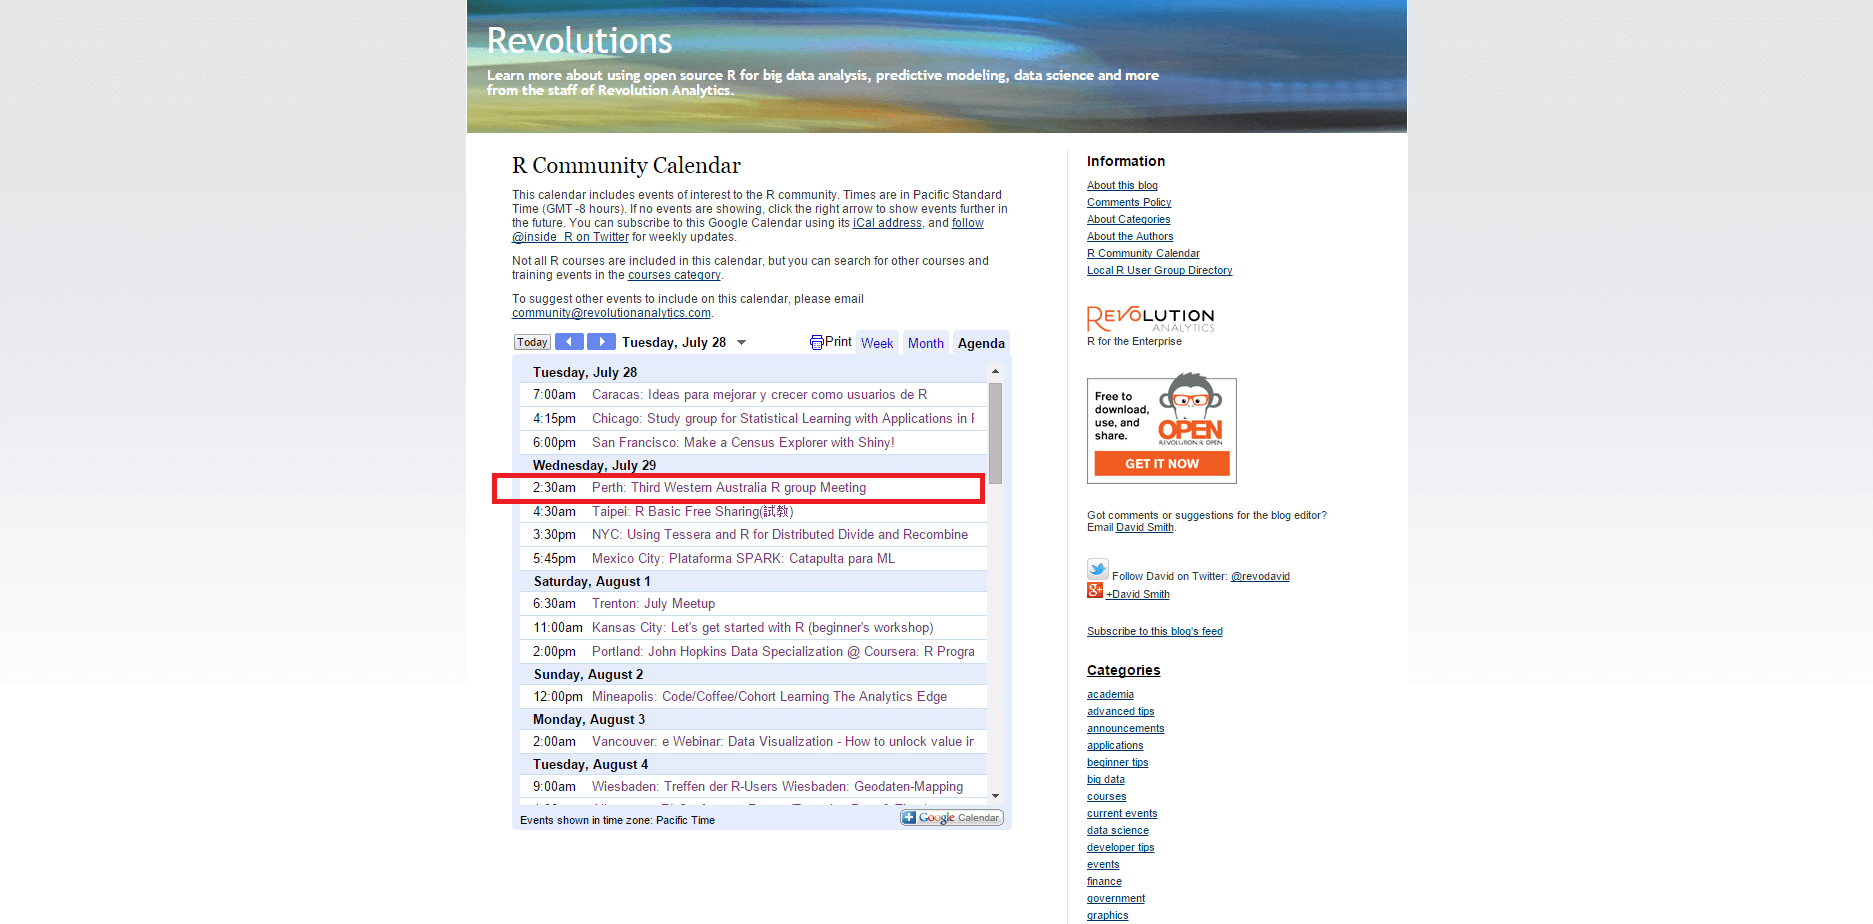 Revolutions
Learn more about using open source R for big data analysis, predictive modeling, data science and more
from the staff of Revolution Analytics.
R Community Calendar
This calendar includes events of interest to the R community. Times are in Pacific Standard
Time (GMT -8 hours). If no events are showing, click the right arrow to show events further in
the future. You can subscribe to this Google Calendar using its iCal address, and follow
@inside_R on Twitter for weekly updates.
Not all R courses are included in this calendar, but you can search for other courses and
training events in the courses category.
To suggest other events to include on this calendar, please email
community@revolutionanalytics.com.
Today Tuesday, July 28 Print Week Month Agenda
Tuesday, July 28
7:00am Caracas: Ideas para mejorar y crecer como usuarios de R
4:15pm Chicago: Study group for Statistical Learning with Applications in
6:00pm San Francisco: Make a Census Explorer with Shiny!
Wednesday, July 29
2:30am Perth: Third Western Australia R group Meeting
4:30am Taipei: R Basic Free Sharing(試教)
3:30pm NYC: Using Tessera and R for Distributed Divide and Recombine
5:45pm Mexico City: Plataforma SPARK: Catapulta para ML
Saturday, August 1
6:30am Trenton: July Meetup
11:00am Kansas City: Let's get started with R (beginner's workshop)
2:00pm Portland: John Hopkins Data Specialization @ Coursera: R Progra
Sunday, August 2
12:00pm Mineapolis: Code/Coffee/Cohort Learning The Analytics Edge
Monday, August 3
2:00am Vancouver: e Webinar: Data Visualization - How to unlock value in
Tuesday, August 4
9:00am Wiesbaden: Treffen der R-Users Wiesbaden: Geodaten-Mapping
Events shown in time zone: Pacific Time
Google Calendar
Information
About this blog
Comments Policy
About Categories
About the Authors
R Community Calendar
Local R User Group Directory
REVOLUTION
ANALYTICS
R for the Enterprise
Free to
download,
use, and
share.
OPEN
REVOLUTION R OPEN
GET IT NOW
Got comments or suggestions for the blog editor?
Email David Smith.
Follow David on Twitter: @revodavid
g+ +David Smith
Subscribe to this blog's feed
Categories
academia
advanced tips
announcements
applications
beginner tips
big data
courses
current events
data science
developer tips
events
finance
government
graphics